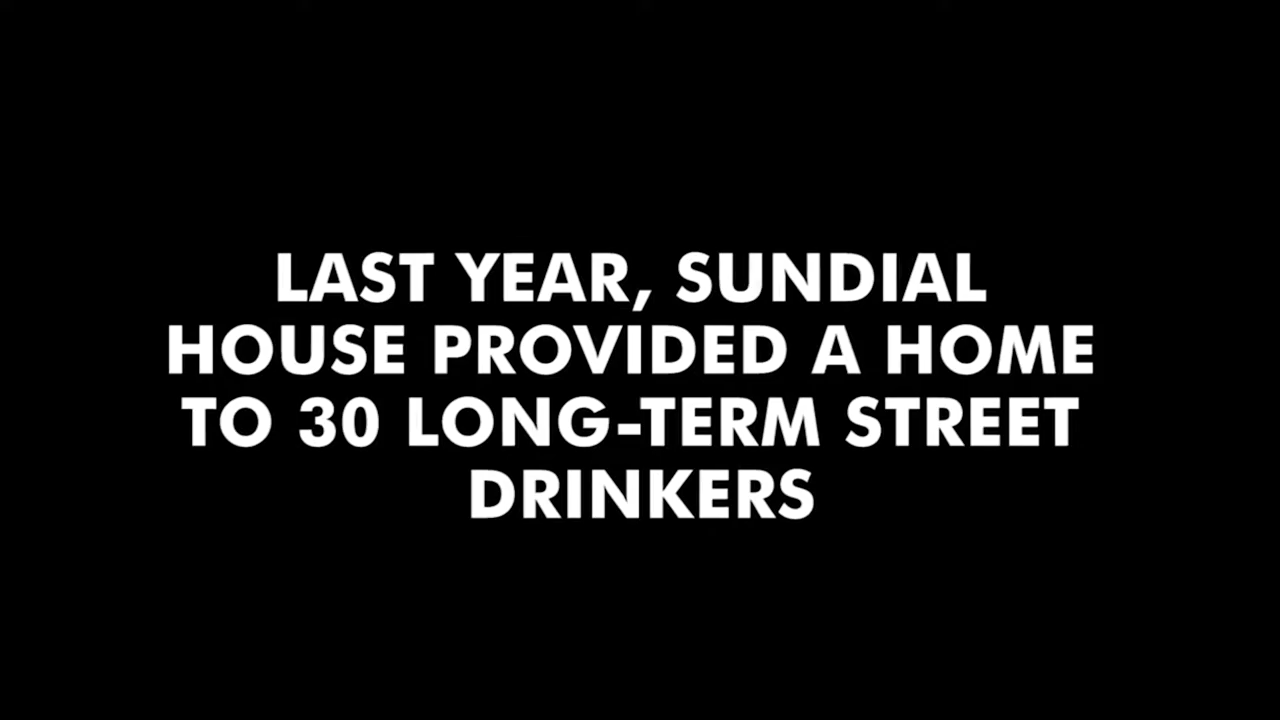 LAST YEAR, SUNDIAL
HOUSE PROVIDED A HOME
TO 30 LONG-TERM STREET
DRINKERS